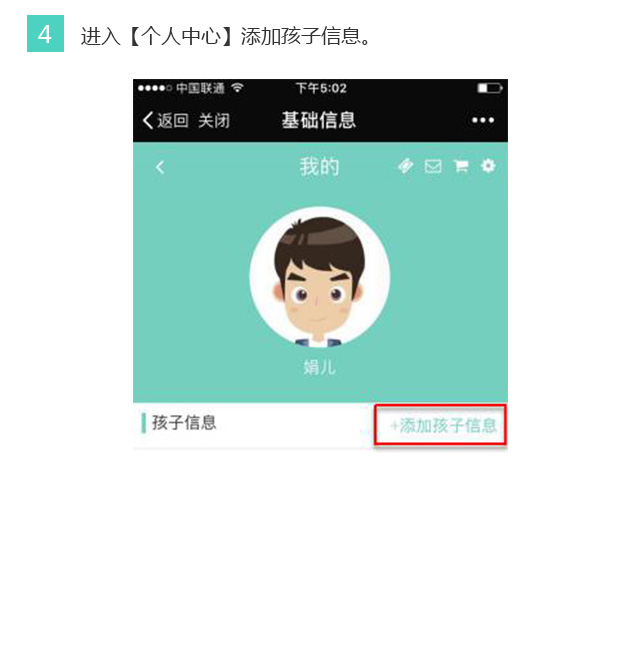 4 进入【个人中心】添加孩子信息。
中国联通 下午5:02
返回 关闭 基础信息
我的
娟儿
孩子信息 +添加孩子信息